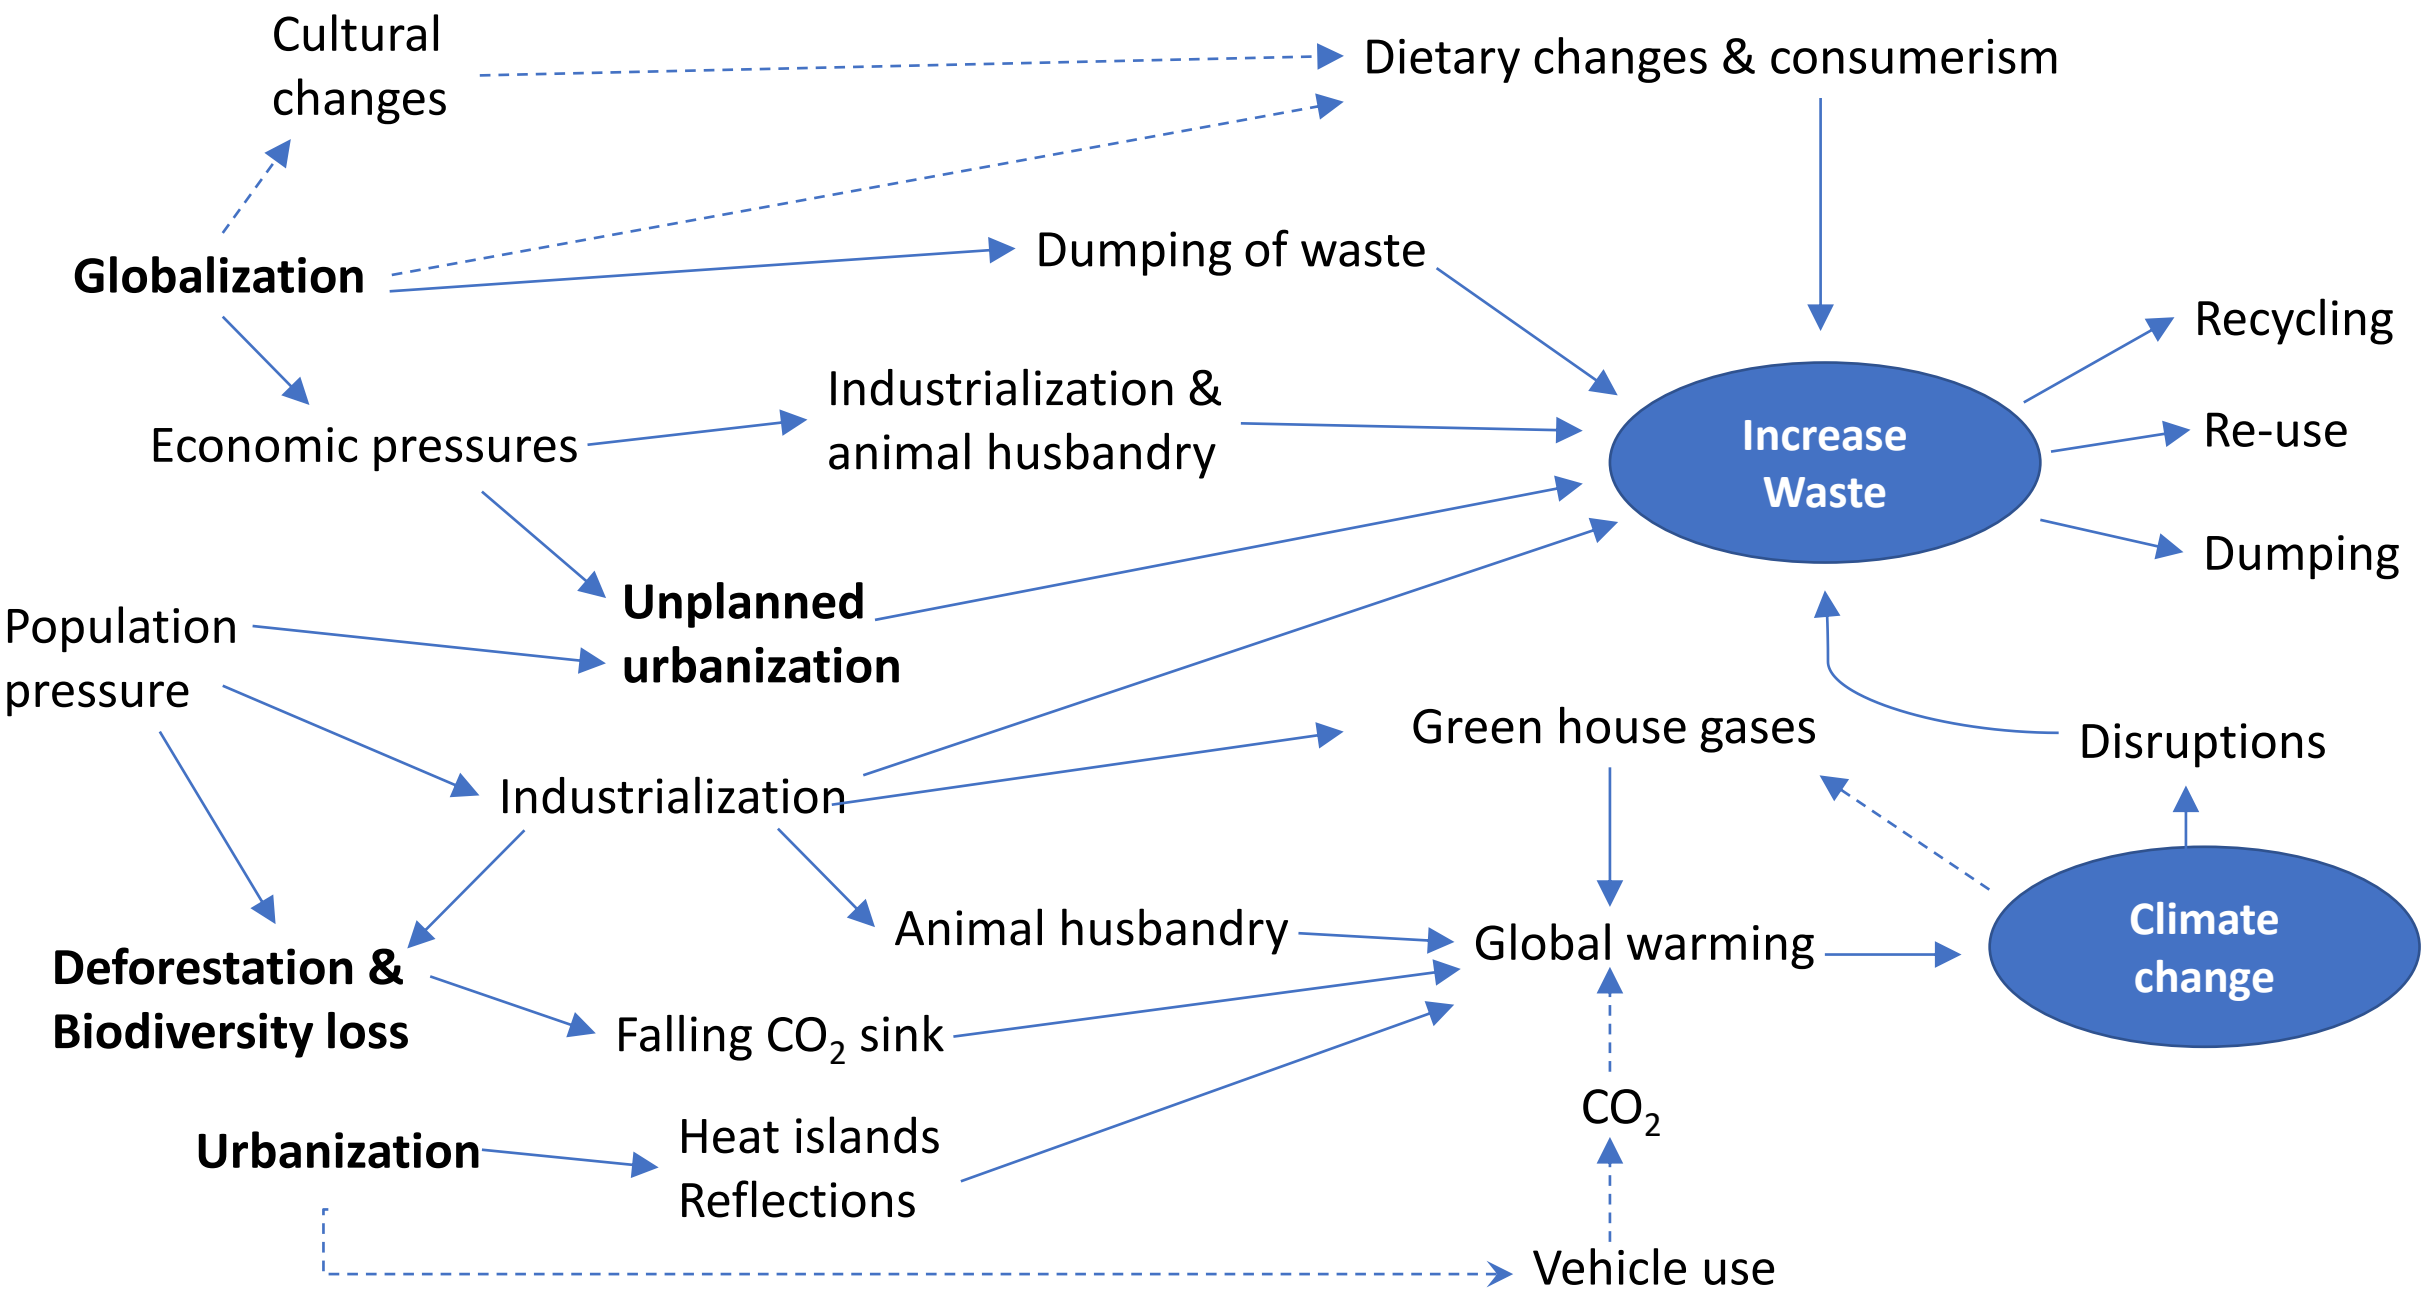 Cultural
changes
Dietary changes & consumerism
Globalization
Dumping of waste
Recycling
Industrialization &
animal husbandry
Economic pressures
Increase
Waste
Re-use
Dumping
Unplanned
urbanization
Population
pressure
Green house gases
Disruptions
Industrialization
Animal husbandry
Global warming
Climate
change
Deforestation &
Biodiversity loss
Falling CO₂ sink
CO₂
Urbanization
Heat islands
Reflections
Vehicle use